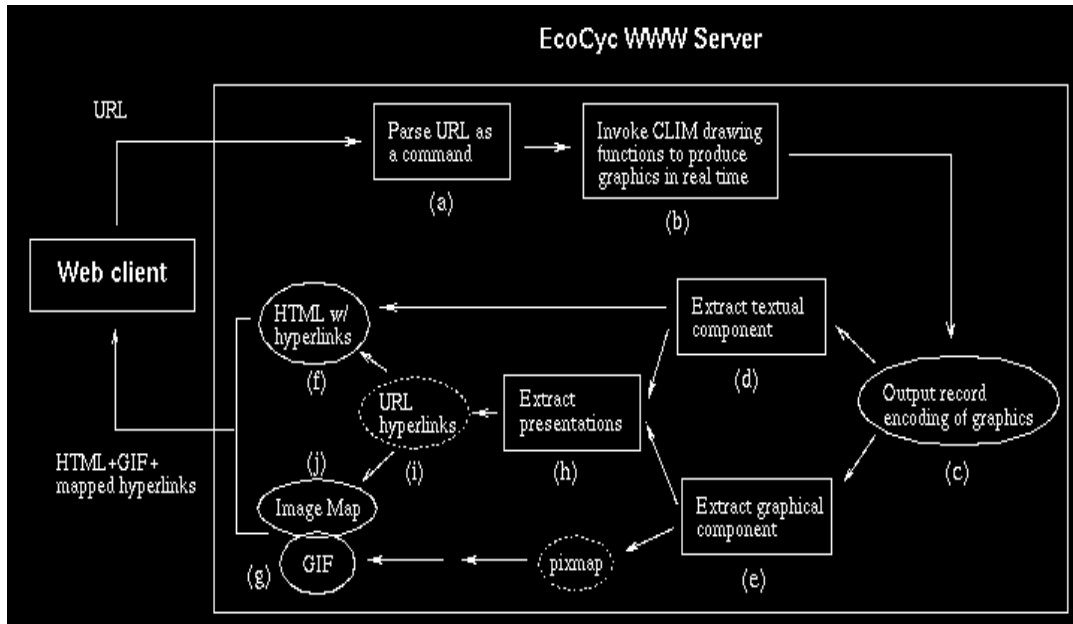 EcoCyc WWW Server
URL
Parse URL as
a command
(a)
Invoke CLIM drawing
functions to produce
graphics in real time
(b)
Web client
HTML w/
hyperlinks
(f)
Extract textual
component
(d)
URL
hyperlinks
(i)
Extract
presentations
(h)
Output record
encoding of graphics
(c)
HTML+GIF+
mapped hyperlinks
(j)
Image Map
GIF
(g)
pixmap
Extract graphical
component
(e)